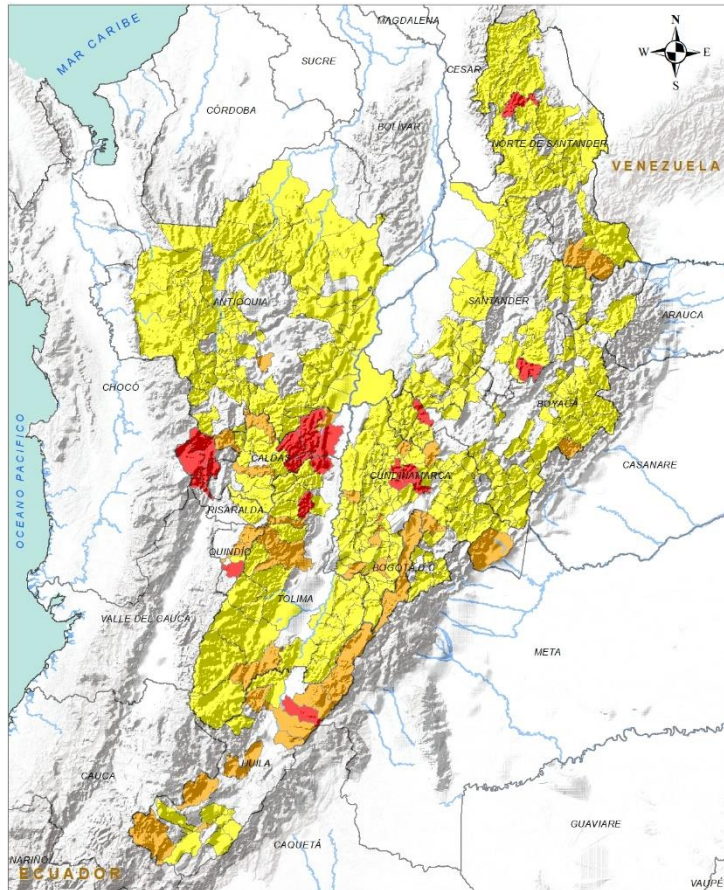 MAGDALENA
N
MAR CARIBE
SUCRE
CESAR
W E
S
CÓRDOBA
BOLÍVAR
NORTE DE SANTANDER
VENEZUELA
ANTIOQUIA
SANTANDER
ARAUCA
CHOCÓ
BOYACÁ
CALDAS
CUNDINAMARCA
CASANARE
OCEANO PACIFICO
RISARALDA
QUINDÍO
BOGOTÁ D.C
TOLIMA
VALLE DEL CAUCA
META
HUILA
CAUCA
GUAVIARE
CAQUETÁ
NARIÑO
ECUADOR
VAUPÉ